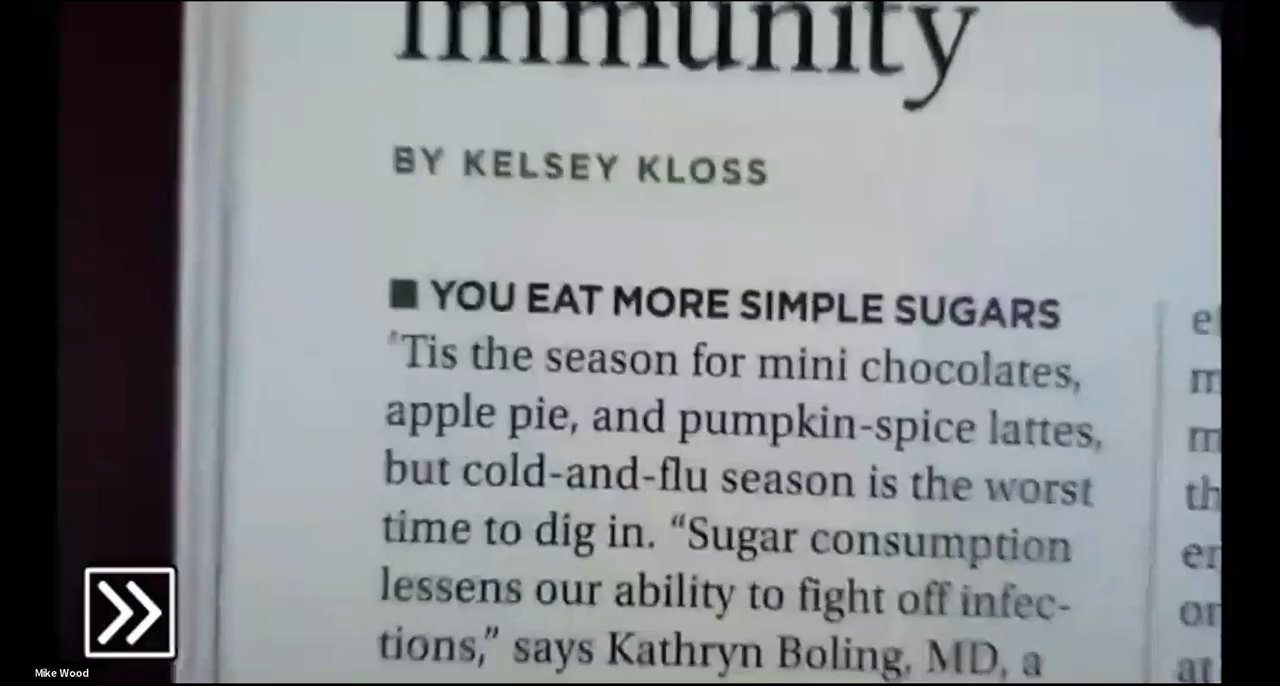 Immunity
BY KELSEY KLOSS
■ YOU EAT MORE SIMPLE SUGARS
'Tis the season for mini chocolates,
apple pie, and pumpkin-spice lattes,
but cold-and-flu season is the worst
time to dig in. “Sugar consumption
lessens our ability to fight off infec-
tions,” says Kathryn Boling, MD, a
Mike Wood